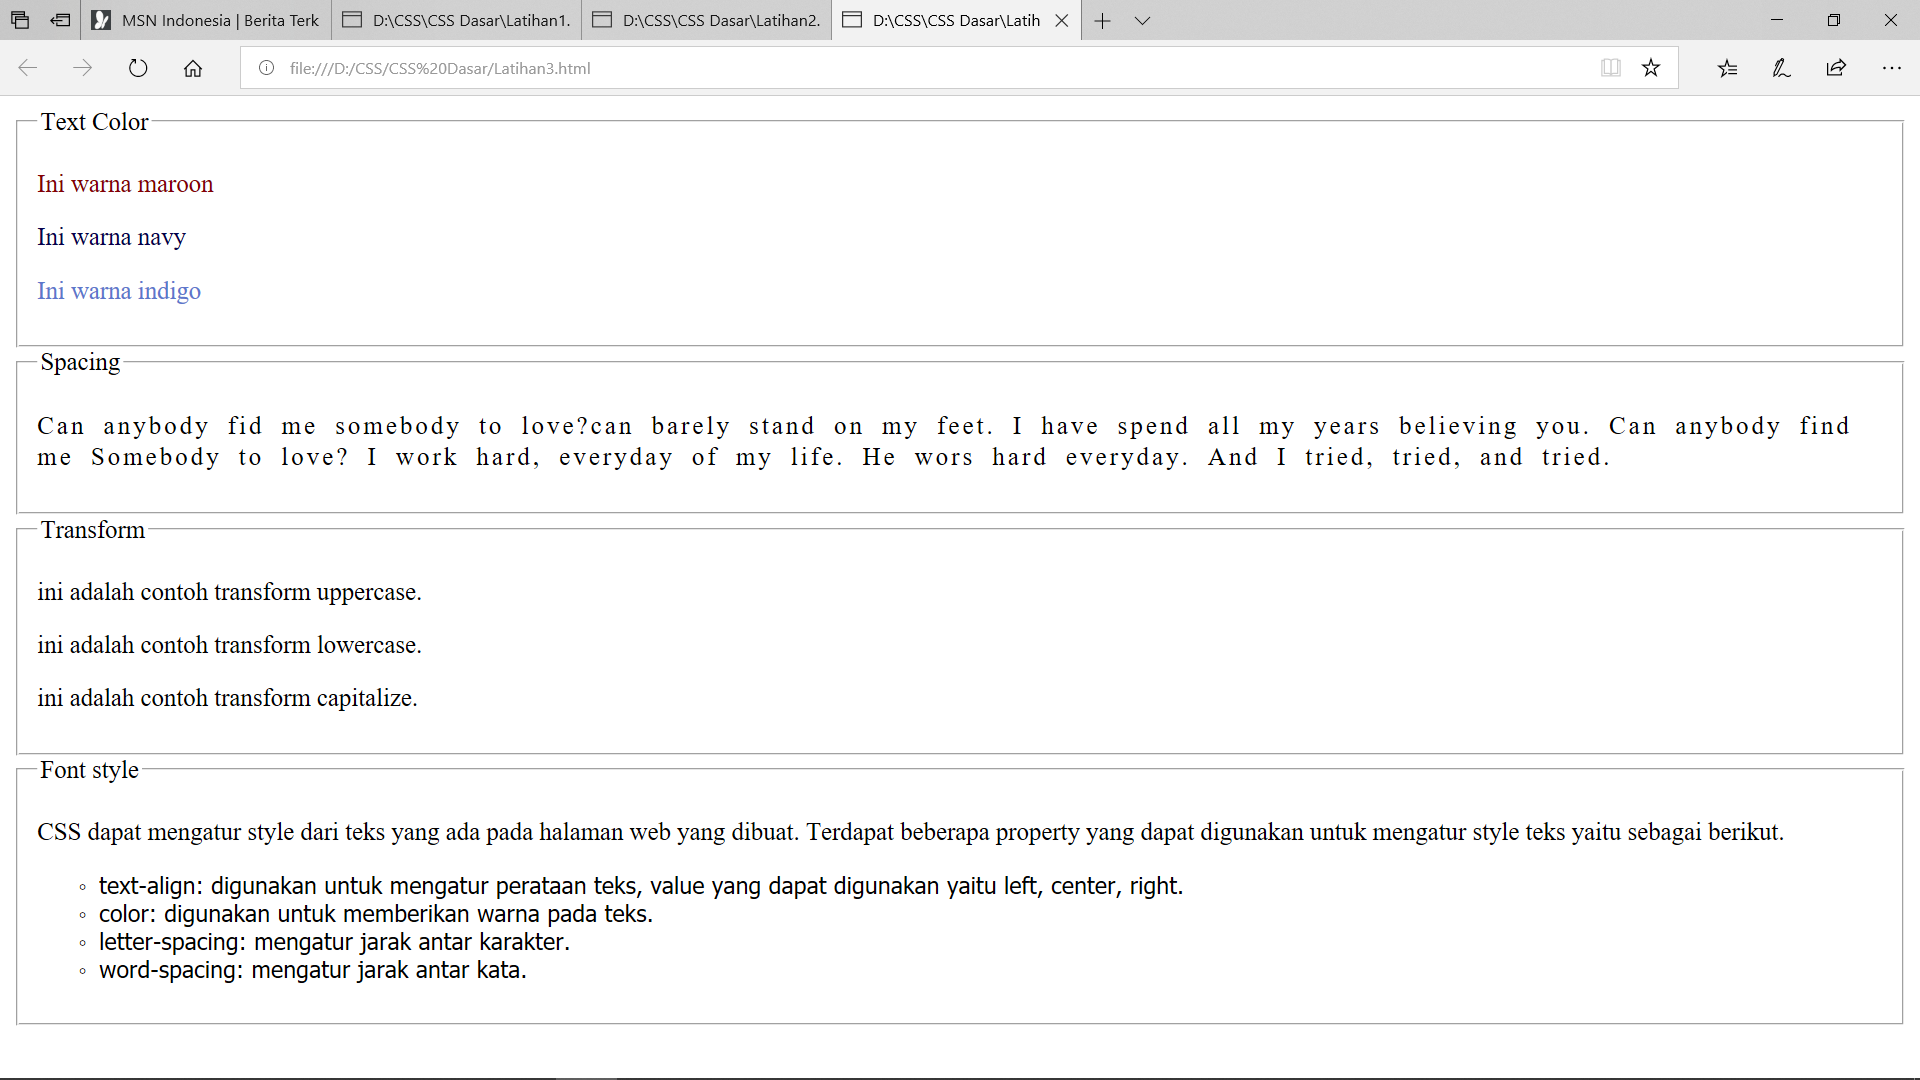 MSN Indonesia | Berita Terk
D:\CSS\CSS Dasar\Latihan1.
D:\CSS\CSS Dasar\Latihan2.
D:\CSS\CSS Dasar\Latih
file:///D:/CSS/CSS%20Dasar/Latihan3.html
Text Color
Ini warna maroon
Ini warna navy
Ini warna indigo
Spacing
Can anybody fid me somebody to love?can barely stand on my feet. I have spend all my years believing you. Can anybody find
me Somebody to love? I work hard, everyday of my life. He wors hard everyday. And I tried, tried, and tried.
Transform
ini adalah contoh transform uppercase.
ini adalah contoh transform lowercase.
ini adalah contoh transform capitalize.
Font style
CSS dapat mengatur style dari teks yang ada pada halaman web yang dibuat. Terdapat beberapa property yang dapat digunakan untuk mengatur style teks yaitu sebagai berikut.
◦ text-align: digunakan untuk mengatur perataan teks, value yang dapat digunakan yaitu left, center, right.
◦ color: digunakan untuk memberikan warna pada teks.
◦ letter-spacing: mengatur jarak antar karakter.
◦ word-spacing: mengatur jarak antar kata.